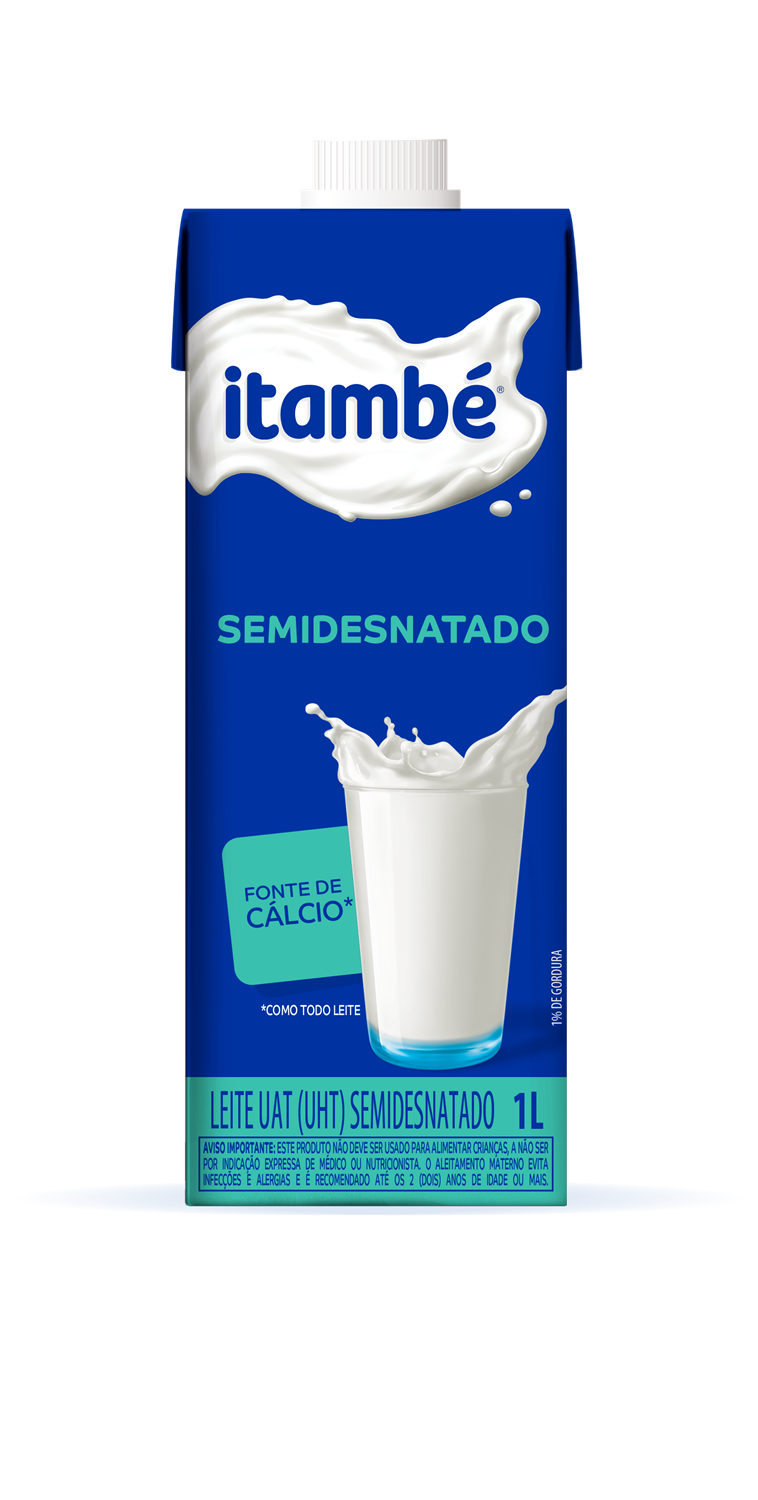 itambé®
SEMIDESNATADO
FONTE DE
CÁLCIO*
*COMO TODO LEITE
1% DE GORDURA
LEITE UAT (UHT) SEMIDESNATADO 1L
AVISO IMPORTANTE: ESTE PRODUTO NÃO DEVE SER USADO PARA ALIMENTAR CRIANÇAS, A NÃO SER
POR INDICAÇÃO EXPRESSA DE MÉDICO OU NUTRICIONISTA. O ALEITAMENTO MATERNO EVITA
INFECÇÕES E ALERGIAS E É RECOMENDADO ATÉ OS 2 (DOIS) ANOS DE IDADE OU MAIS.